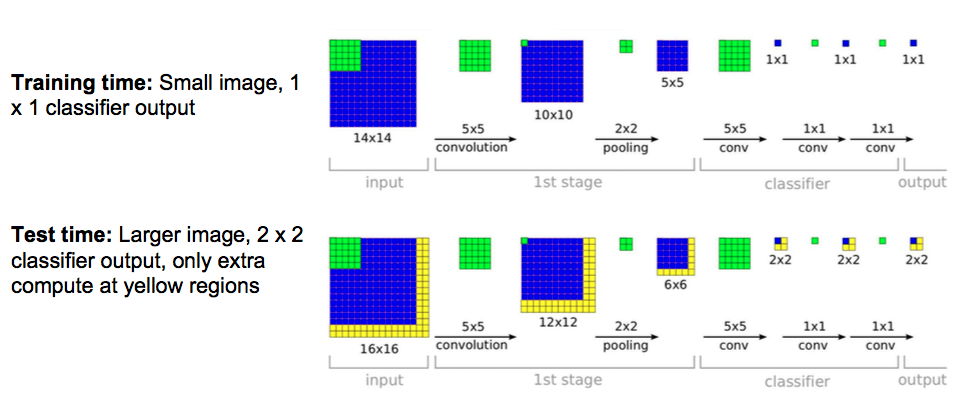 Training time: Small image, 1
x 1 classifier output
1x1
1x1
1x1
5x5
10x10
14x14
5x5
convolution
2x2
pooling
5x5
conv
1x1
conv
1x1
conv
input
1st stage
classifier
output
Test time: Larger image, 2 x 2
classifier output, only extra
compute at yellow regions
2x2
2x2
2x2
6x6
12x12
16x16
5x5
convolution
2x2
pooling
5x5
conv
1x1
conv
1x1
conv
input
1st stage
classifier
output